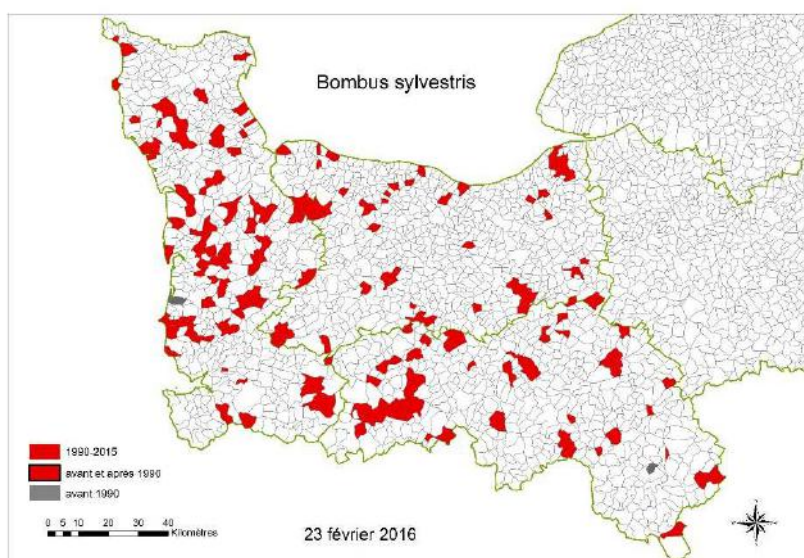 Bombus sylvestris
1990-2015
avant et après 1990
avant 1990
0 5 10 20 30 40
Kilomètres
23 février 2016